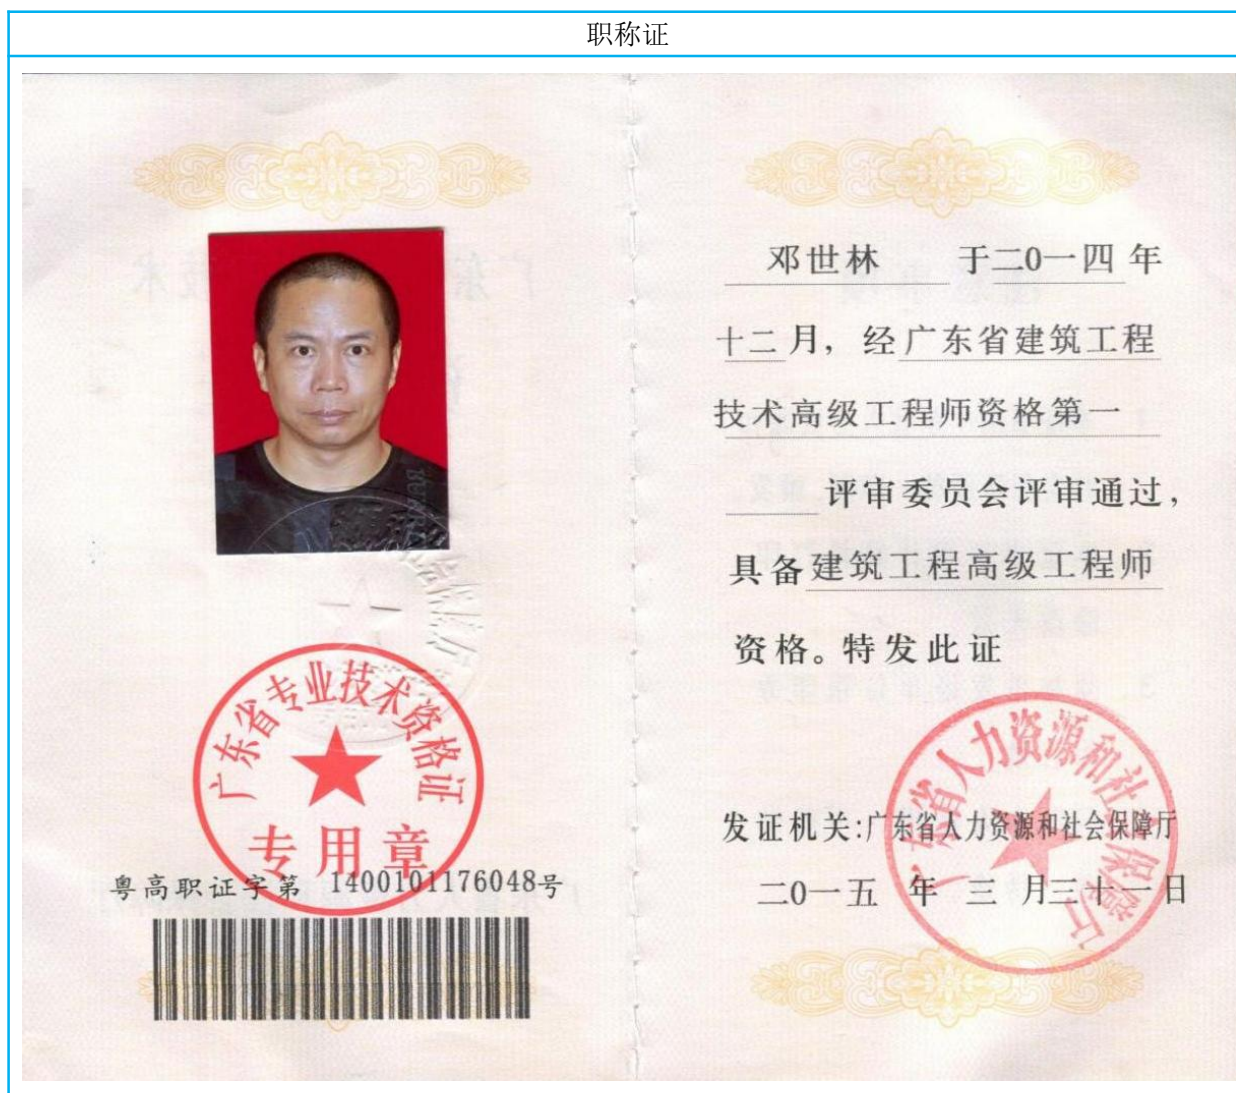 职称证
广东省专业技术资格证
专用章
粤高职证字第 1400101176048号
邓世林 于二0一四 年
十二月，经广东省建筑工程
技术高级工程师资格第一
评审委员会评审通过，
具备建筑工程高级工程师
资格。特发此证
广东省人力资源和社会保障厅
发证机关:广东省人力资源和社会保障厅
二0一五 年 三 月三十一日